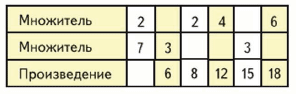 Множитель 2 2 4 6
Множитель 7 3 3
Произведение 6 8 12 15 18